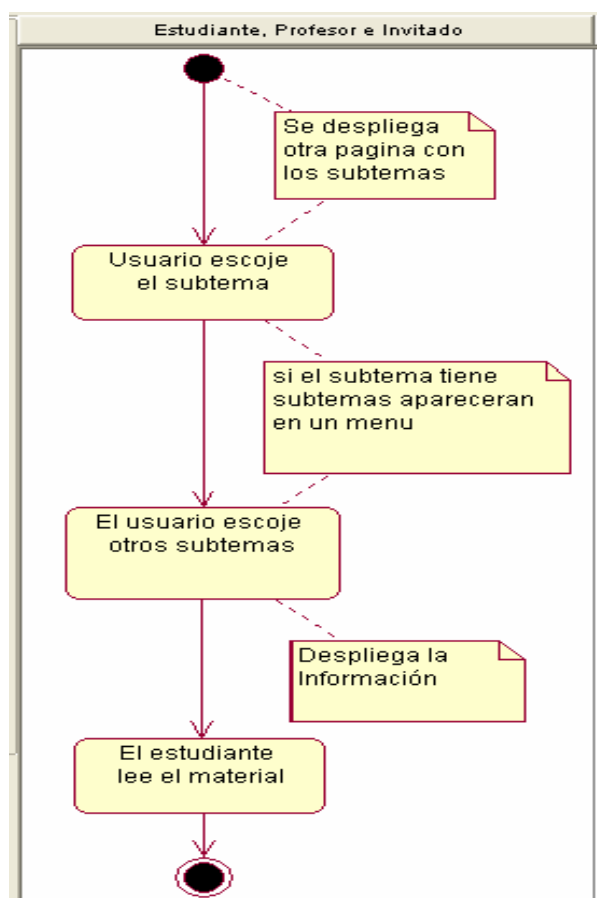 Estudiante, Profesor e Invitado
Se despliega
otra pagina con
los subtemas
Usuario escoje
el subtema
si el subtema tiene
subtemas apareceran
en un menu
El usuario escoje
otros subtemas
Despliega la
Información
El estudiante
lee el material